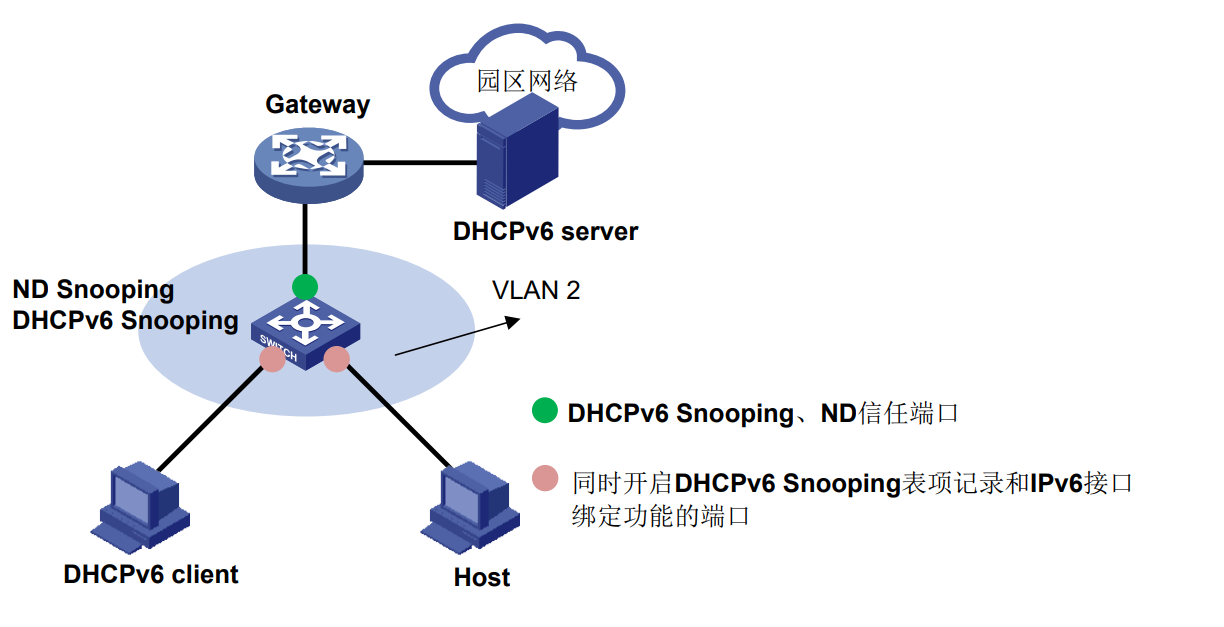 园区网络
Gateway
DHCPv6 server
ND Snooping
DHCPv6 Snooping
VLAN 2
SWITCH
DHCPv6 Snooping、ND信任端口
同时开启DHCPv6 Snooping表项记录和IPv6接口
绑定功能的端口
DHCPv6 client
Host